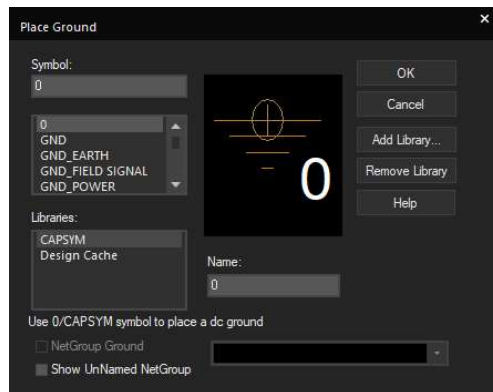 Place Ground
×
Symbol:
0
0
GND
GND_EARTH
GND_FIELD SIGNAL
GND_POWER
Libraries:
CAPSYM
Design Cache
0
Name:
0
OK
Cancel
Add Library...
Remove Library
Help
Use 0/CAPSYM symbol to place a dc ground
NetGroup Ground
Show UnNamed NetGroup